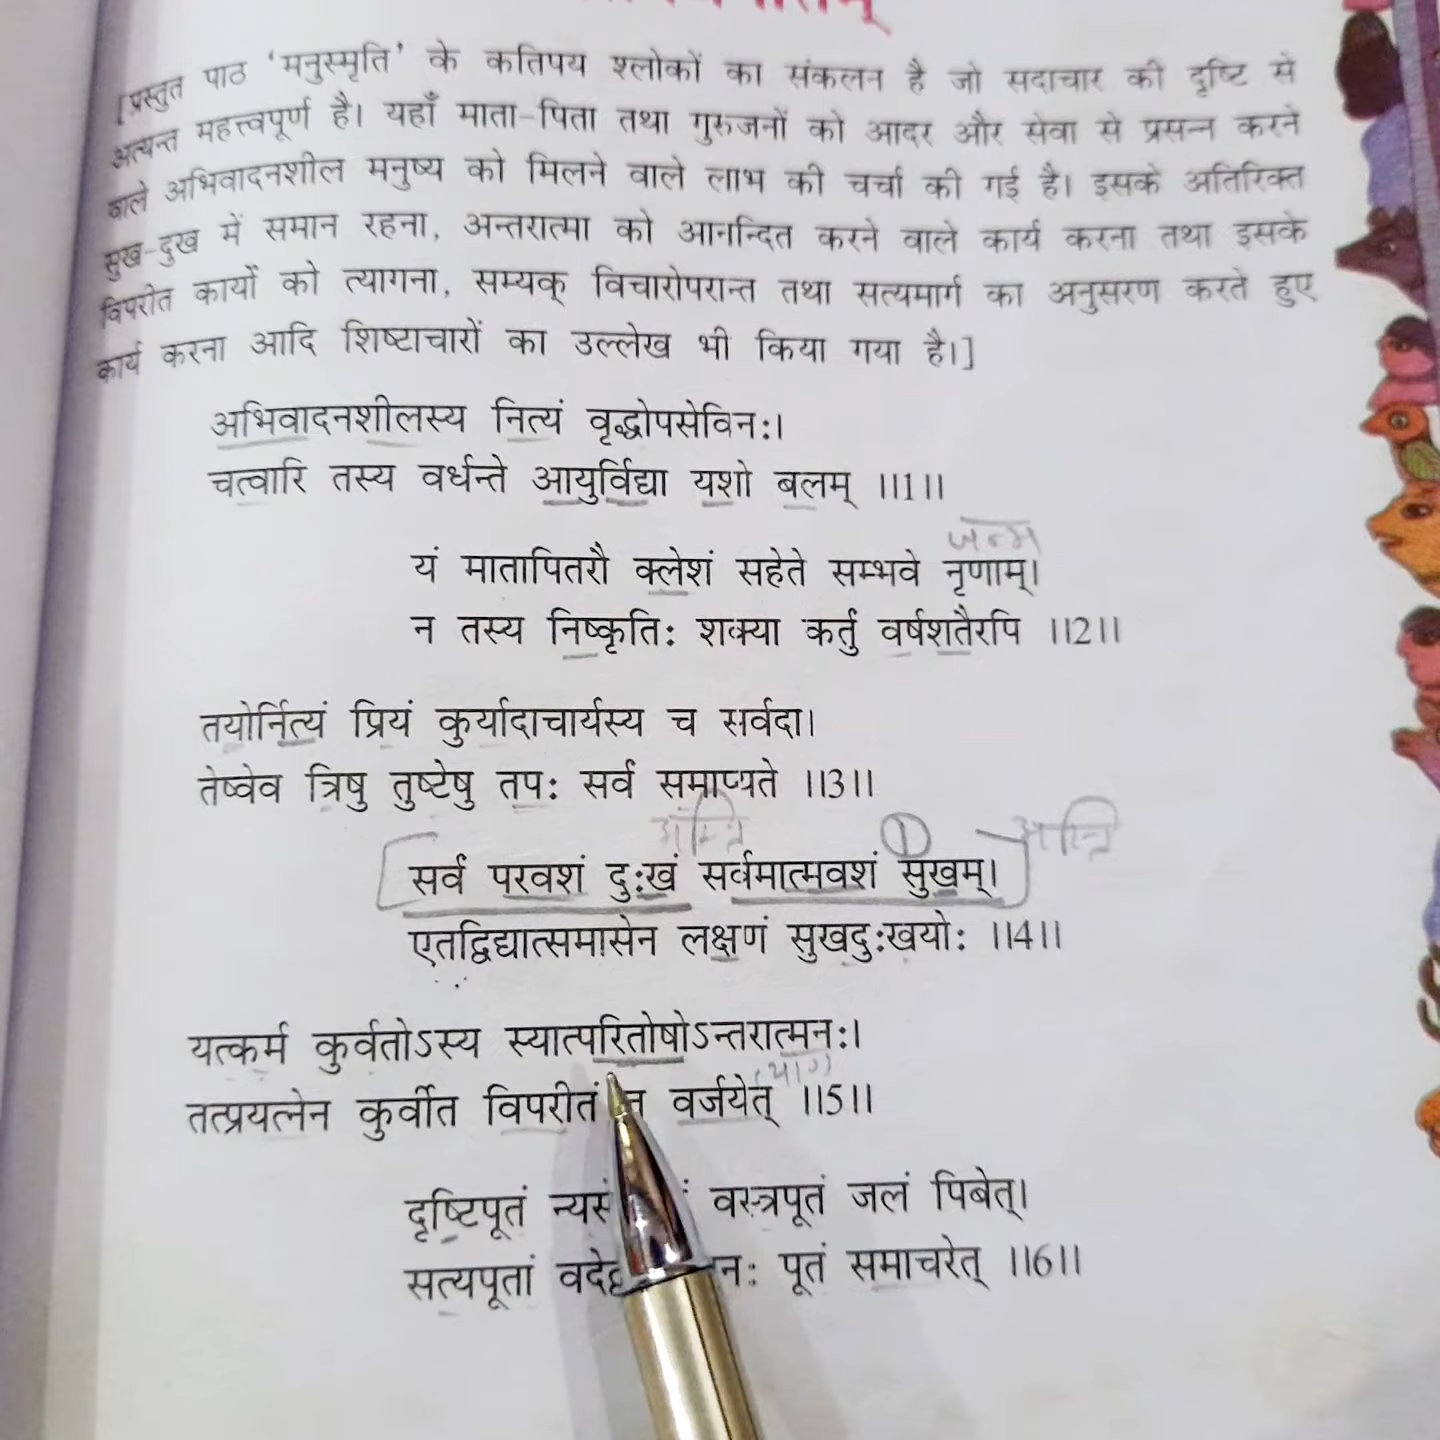 [प्रस्तुत पाठ 'मनुस्मृति' के कतिपय श्लोकों का संकलन है जो सदाचार की दृष्टि से
अत्यन्त महत्त्वपूर्ण है। यहाँ माता-पिता तथा गुरुजनों को आदर और सेवा से प्रसन्न करने
वाले अभिवादनशील मनुष्य को मिलने वाले लाभ की चर्चा की गई है। इसके अतिरिक्त
सुख-दुख में समान रहना, अन्तरात्मा को आनन्दित करने वाले कार्य करना तथा इसके
विपरीत कार्यों को त्यागना, सम्यक् विचारोपरान्त तथा सत्यमार्ग का अनुसरण करते हुए
कार्य करना आदि शिष्टाचारों का उल्लेख भी किया गया है।]
अभिवादनशीलस्य नित्यं वृद्धोपसेविनः।
चत्वारि तस्य वर्धन्ते आयुर्विद्या यशो बलम् ।।1।।
जन्म
यं मातापितरौ क्लेशं सहेते सम्भवे नृणाम्।
न तस्य निष्कृतिः शक्या कर्तुं वर्षशतैरपि ।।2।।
तयोर्नित्यं प्रियं कुर्यादाचार्यस्य च सर्वदा।
तेष्वेव त्रिषु तुष्टेषु तपः सर्वं समाप्यते ।।3।।
1
सर्वं परवशं दुःखं सर्वमात्मवशं सुखम्।
एतद्विद्यात्समासेन लक्षणं सुखदुःखयोः ।।4।।
यत्कर्म कुर्वतोऽस्य स्यात्परितोषोऽन्तरात्मनः।
तत्प्रयत्नेन कुर्वीत विपरीतं वर्जयेत् ।।5।।
दृष्टिपूतं वस्त्रपूतं जलं पिबेत्।
सत्यपूतां पूतं समाचरेत् ।।6।।